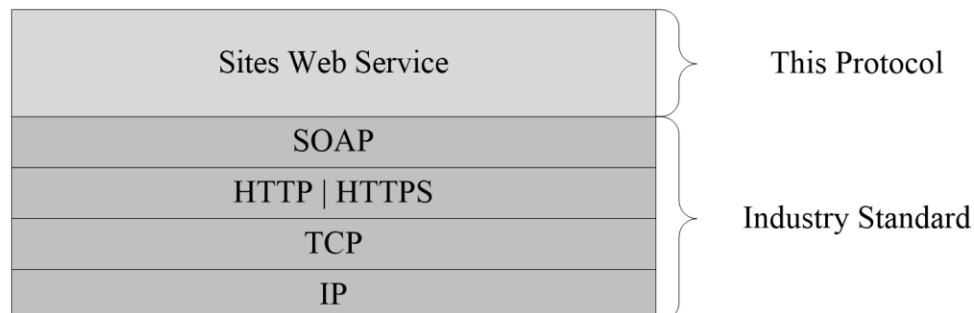 Sites Web Service
This Protocol
SOAP
HTTP | HTTPS
TCP
IP
Industry Standard